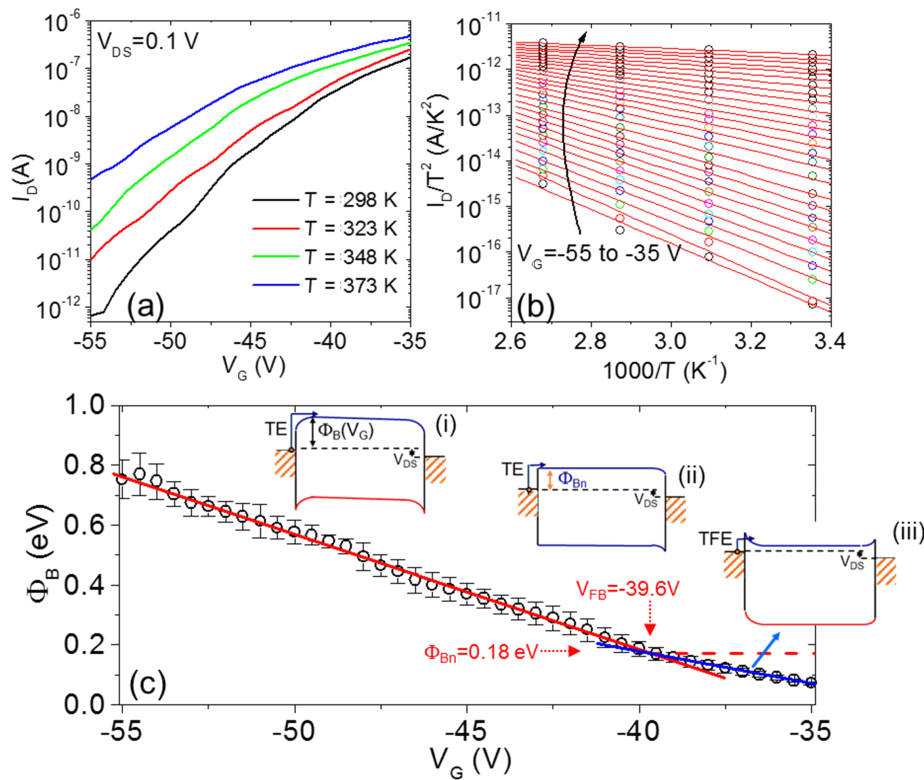 10⁻⁶
10⁻⁷
10⁻⁸
10⁻⁹
10⁻¹⁰
10⁻¹¹
10⁻¹²
I_D(A)
V_DS=0.1 V
T = 298 K
T = 323 K
T = 348 K
T = 373 K
(a)
-55 -50 -45 -40 -35
V_G (V)
10⁻¹¹
10⁻¹²
10⁻¹³
10⁻¹⁴
10⁻¹⁵
10⁻¹⁶
10⁻¹⁷
I_D/T² (A/K²)
V_G=-55 to -35 V
(b)
2.6 2.8 3.0 3.2 3.4
1000/T (K⁻¹)
1.0
0.8
0.6
0.4
0.2
0.0
Φ_B (eV)
TE
Φ_B(V_G)
V_DS
(i)
TE
Φ_Bn
V_DS
(ii)
TFE
V_DS
(iii)
V_FB=-39.6V
Φ_Bn=0.18 eV
(c)
-55 -50 -45 -40 -35
V_G (V)